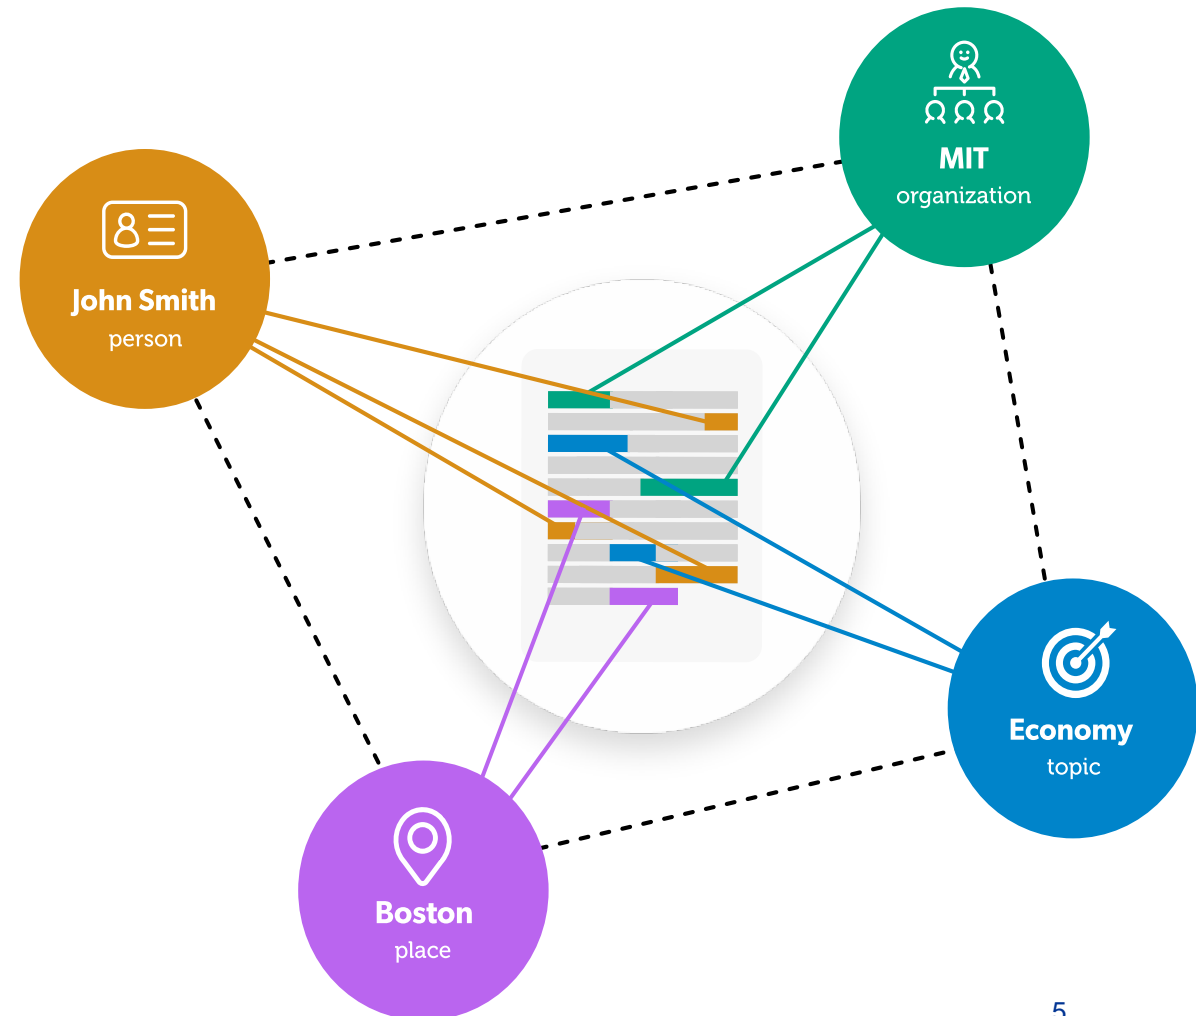 MIT
organization
John Smith
person
Economy
topic
Boston
place
5